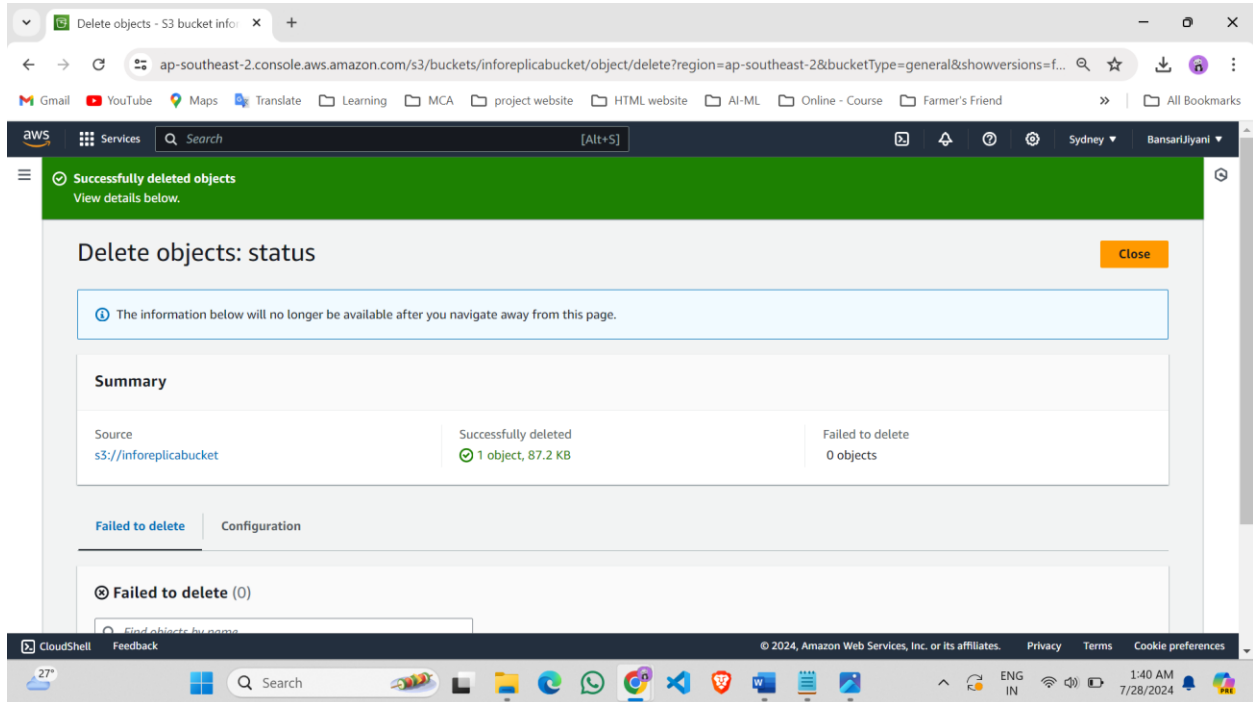 Delete objects - S3 bucket infor
ap-southeast-2.console.aws.amazon.com/s3/buckets/inforeplicabucket/object/delete?region=ap-southeast-2&bucketType=general&showversions=f...
Gmail YouTube Maps Translate Learning MCA project website HTML website AI-ML Online - Course Farmer's Friend » All Bookmarks
aws Services Search [Alt+S] Sydney BansariJiyani
Successfully deleted objects
View details below.
Delete objects: status
Close
The information below will no longer be available after you navigate away from this page.
Summary
Source Successfully deleted Failed to delete
s3://inforeplicabucket 1 object, 87.2 KB 0 objects
Failed to delete Configuration
Failed to delete (0)
Find objects by name
CloudShell Feedback © 2024, Amazon Web Services, Inc. or its affiliates. Privacy Terms Cookie preferences
27° Search ENG IN 1:40 AM 7/28/2024 PRE